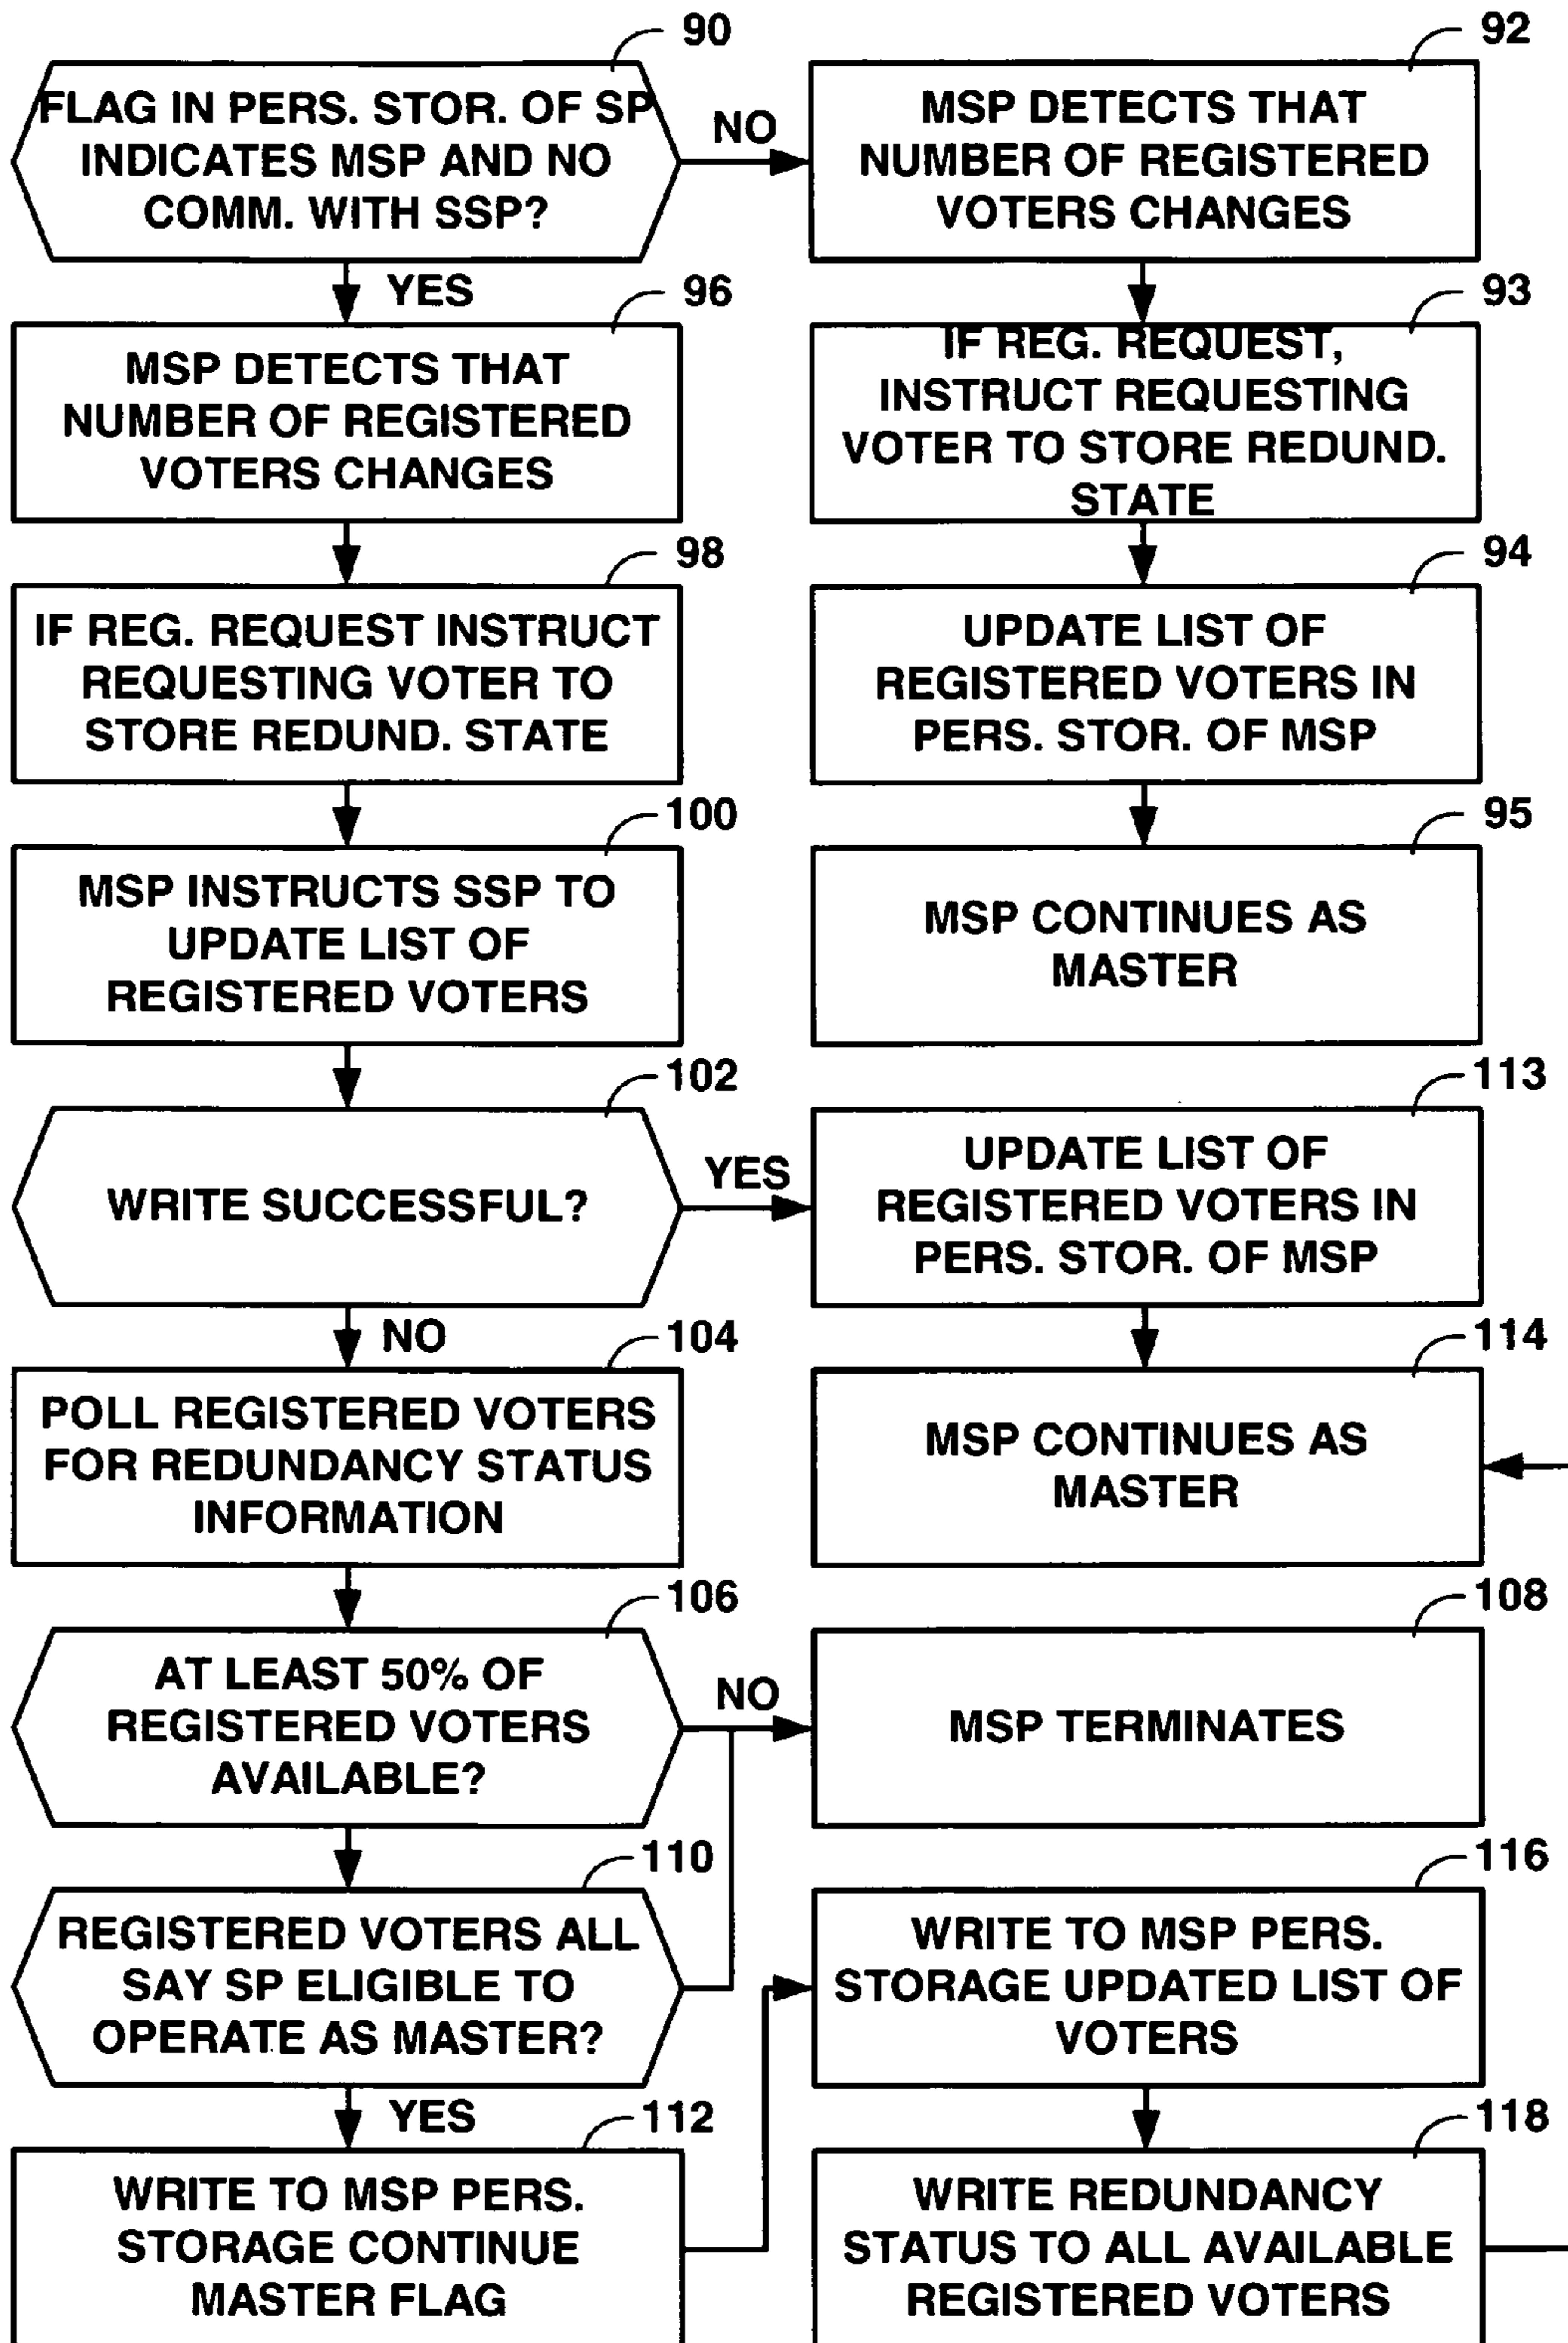 90
FLAG IN PERS. STOR. OF SP
INDICATES MSP AND NO
COMM. WITH SSP?
NO
92
MSP DETECTS THAT
NUMBER OF REGISTERED
VOTERS CHANGES
YES
96
MSP DETECTS THAT
NUMBER OF REGISTERED
VOTERS CHANGES
93
IF REG. REQUEST,
INSTRUCT REQUESTING
VOTER TO STORE REDUND.
STATE
98
IF REG. REQUEST INSTRUCT
REQUESTING VOTER TO
STORE REDUND. STATE
94
UPDATE LIST OF
REGISTERED VOTERS IN
PERS. STOR. OF MSP
100
MSP INSTRUCTS SSP TO
UPDATE LIST OF
REGISTERED VOTERS
95
MSP CONTINUES AS
MASTER
102
WRITE SUCCESSFUL?
YES
113
UPDATE LIST OF
REGISTERED VOTERS IN
PERS. STOR. OF MSP
NO
104
POLL REGISTERED VOTERS
FOR REDUNDANCY STATUS
INFORMATION
114
MSP CONTINUES AS
MASTER
106
AT LEAST 50% OF
REGISTERED VOTERS
AVAILABLE?
NO
108
MSP TERMINATES
110
REGISTERED VOTERS ALL
SAY SP ELIGIBLE TO
OPERATE AS MASTER?
116
WRITE TO MSP PERS.
STORAGE UPDATED LIST OF
VOTERS
YES
112
WRITE TO MSP PERS.
STORAGE CONTINUE
MASTER FLAG
118
WRITE REDUNDANCY
STATUS TO ALL AVAILABLE
REGISTERED VOTERS